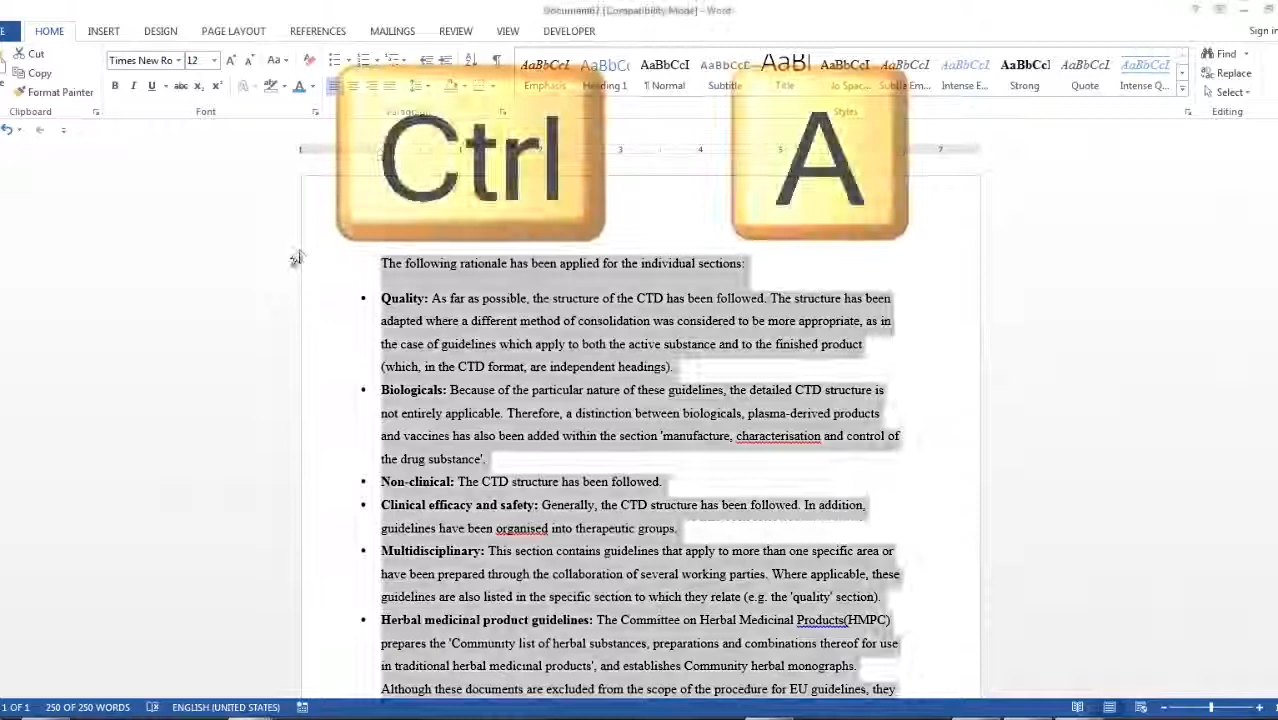 Document67 [Compatibility Mode] - Word
HOME INSERT DESIGN PAGE LAYOUT REFERENCES MAILINGS REVIEW VIEW DEVELOPER Sign in
Cut
Copy
Format Painter
Clipboard
Times New Ro 12
Font
AaBbCcI Emphasis
AaBbCc Heading 1
AaBbCcI ¶ Normal
AaBbCcI Subtitle
AaBl Title
AaBbCcI No Spac...
AaBbCcI Subtle Em...
AaBbCcI Intense E...
AaBbCcI Strong
AaBbCcI Quote
AaBbCcI Intense Q...
Styles
Find
Replace
Select
Editing
Ctrl A
The following rationale has been applied for the individual sections:
• Quality: As far as possible, the structure of the CTD has been followed. The structure has been
adapted where a different method of consolidation was considered to be more appropriate, as in
the case of guidelines which apply to both the active substance and to the finished product
(which, in the CTD format, are independent headings).
• Biologicals: Because of the particular nature of these guidelines, the detailed CTD structure is
not entirely applicable. Therefore, a distinction between biologicals, plasma-derived products
and vaccines has also been added within the section 'manufacture, characterisation and control of
the drug substance'.
• Non-clinical: The CTD structure has been followed.
• Clinical efficacy and safety: Generally, the CTD structure has been followed. In addition,
guidelines have been organised into therapeutic groups.
• Multidisciplinary: This section contains guidelines that apply to more than one specific area or
have been prepared through the collaboration of several working parties. Where applicable, these
guidelines are also listed in the specific section to which they relate (e.g. the 'quality' section).
• Herbal medicinal product guidelines: The Committee on Herbal Medicinal Products(HMPC)
prepares the 'Community list of herbal substances, preparations and combinations thereof for use
in traditional herbal medicinal products', and establishes Community herbal monographs.
Although these documents are excluded from the scope of the procedure for EU guidelines, they
1 OF 1 250 OF 250 WORDS ENGLISH (UNITED STATES)